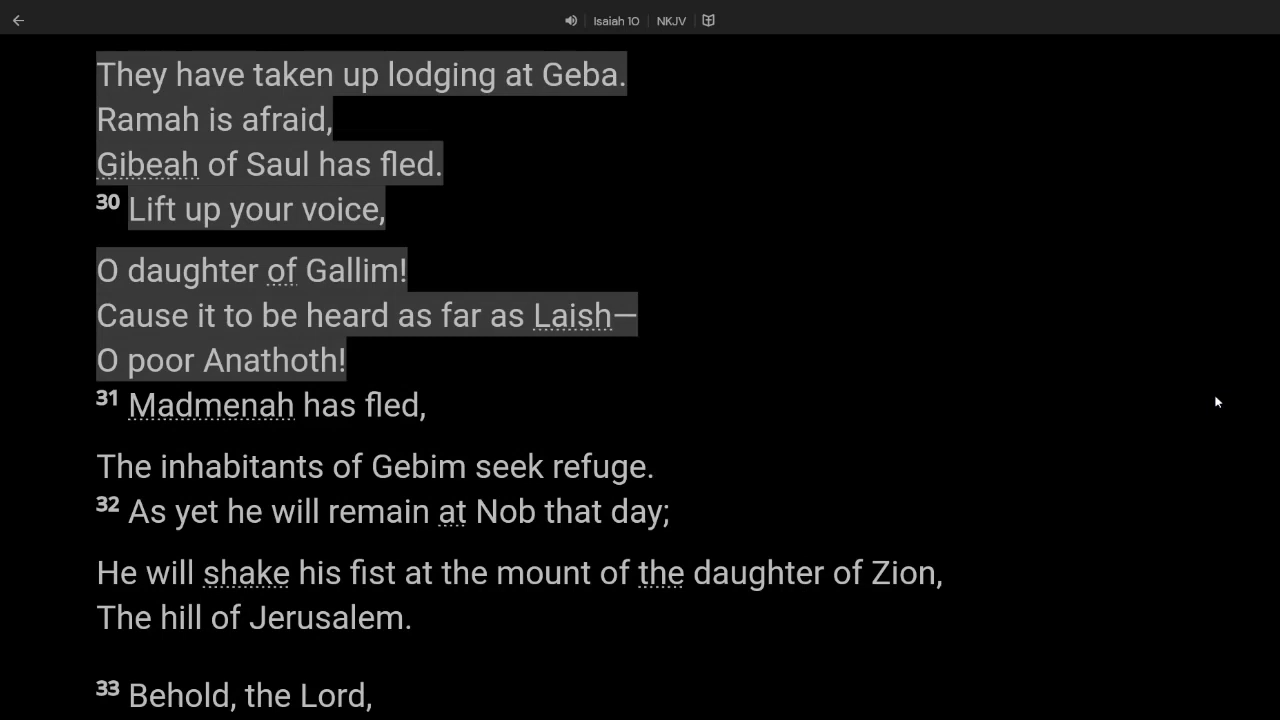 Isaiah 10 NKJV
They have taken up lodging at Geba.
Ramah is afraid,
Gibeah of Saul has fled.
30 Lift up your voice,
O daughter of Gallim!
Cause it to be heard as far as Laish—
O poor Anathoth!
31 Madmenah has fled,
The inhabitants of Gebim seek refuge.
32 As yet he will remain at Nob that day;
He will shake his fist at the mount of the daughter of Zion,
The hill of Jerusalem.
33 Behold, the Lord,